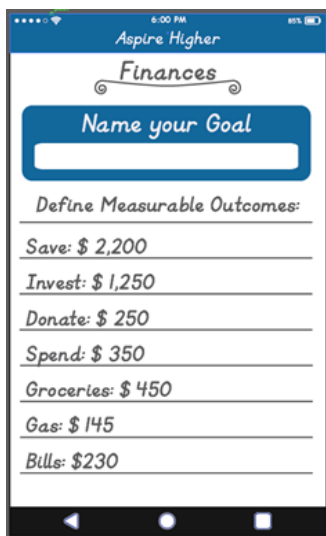 6:00 PM
85%
Aspire Higher
Finances
Name your Goal
Define Measurable Outcomes:
Save: $ 2,200
Invest: $ 1,250
Donate: $ 250
Spend: $ 350
Groceries: $ 450
Gas: $ 145
Bills: $230